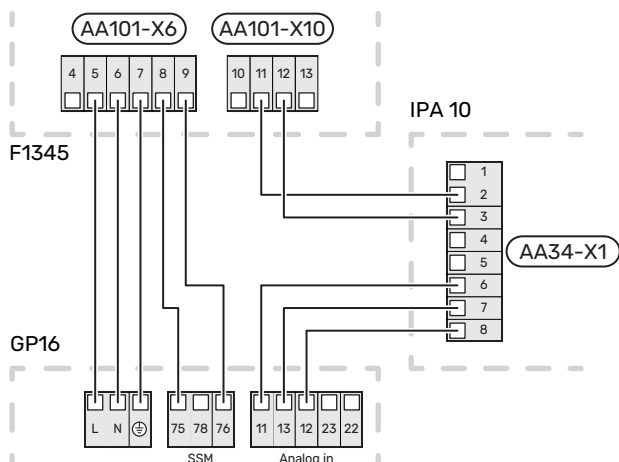 AA101-X6 AA101-X10
4 5 6 7 8 9 10 11 12 13
IPA 10
F1345
1
2
3
4
5
6
7
8
AA34-X1
GP16
L N 75 78 76 11 13 12 23 22
SSM Analog in